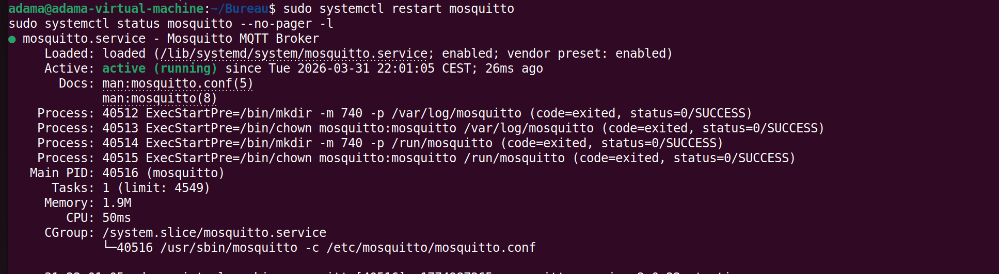 adama@adama-virtual-machine:~/Bureau$ sudo systemctl restart mosquitto
sudo systemctl status mosquitto --no-pager -l
● mosquitto.service - Mosquitto MQTT Broker
     Loaded: loaded (/lib/systemd/system/mosquitto.service; enabled; vendor preset: enabled)
     Active: active (running) since Tue 2026-03-31 22:01:05 CEST; 26ms ago
       Docs: man:mosquitto.conf(5)
             man:mosquitto(8)
    Process: 40512 ExecStartPre=/bin/mkdir -m 740 -p /var/log/mosquitto (code=exited, status=0/SUCCESS)
    Process: 40513 ExecStartPre=/bin/chown mosquitto:mosquitto /var/log/mosquitto (code=exited, status=0/SUCCESS)
    Process: 40514 ExecStartPre=/bin/mkdir -m 740 -p /run/mosquitto (code=exited, status=0/SUCCESS)
    Process: 40515 ExecStartPre=/bin/chown mosquitto:mosquitto /run/mosquitto (code=exited, status=0/SUCCESS)
   Main PID: 40516 (mosquitto)
      Tasks: 1 (limit: 4549)
     Memory: 1.9M
        CPU: 50ms
     CGroup: /system.slice/mosquitto.service
             └─40516 /usr/sbin/mosquitto -c /etc/mosquitto/mosquitto.conf